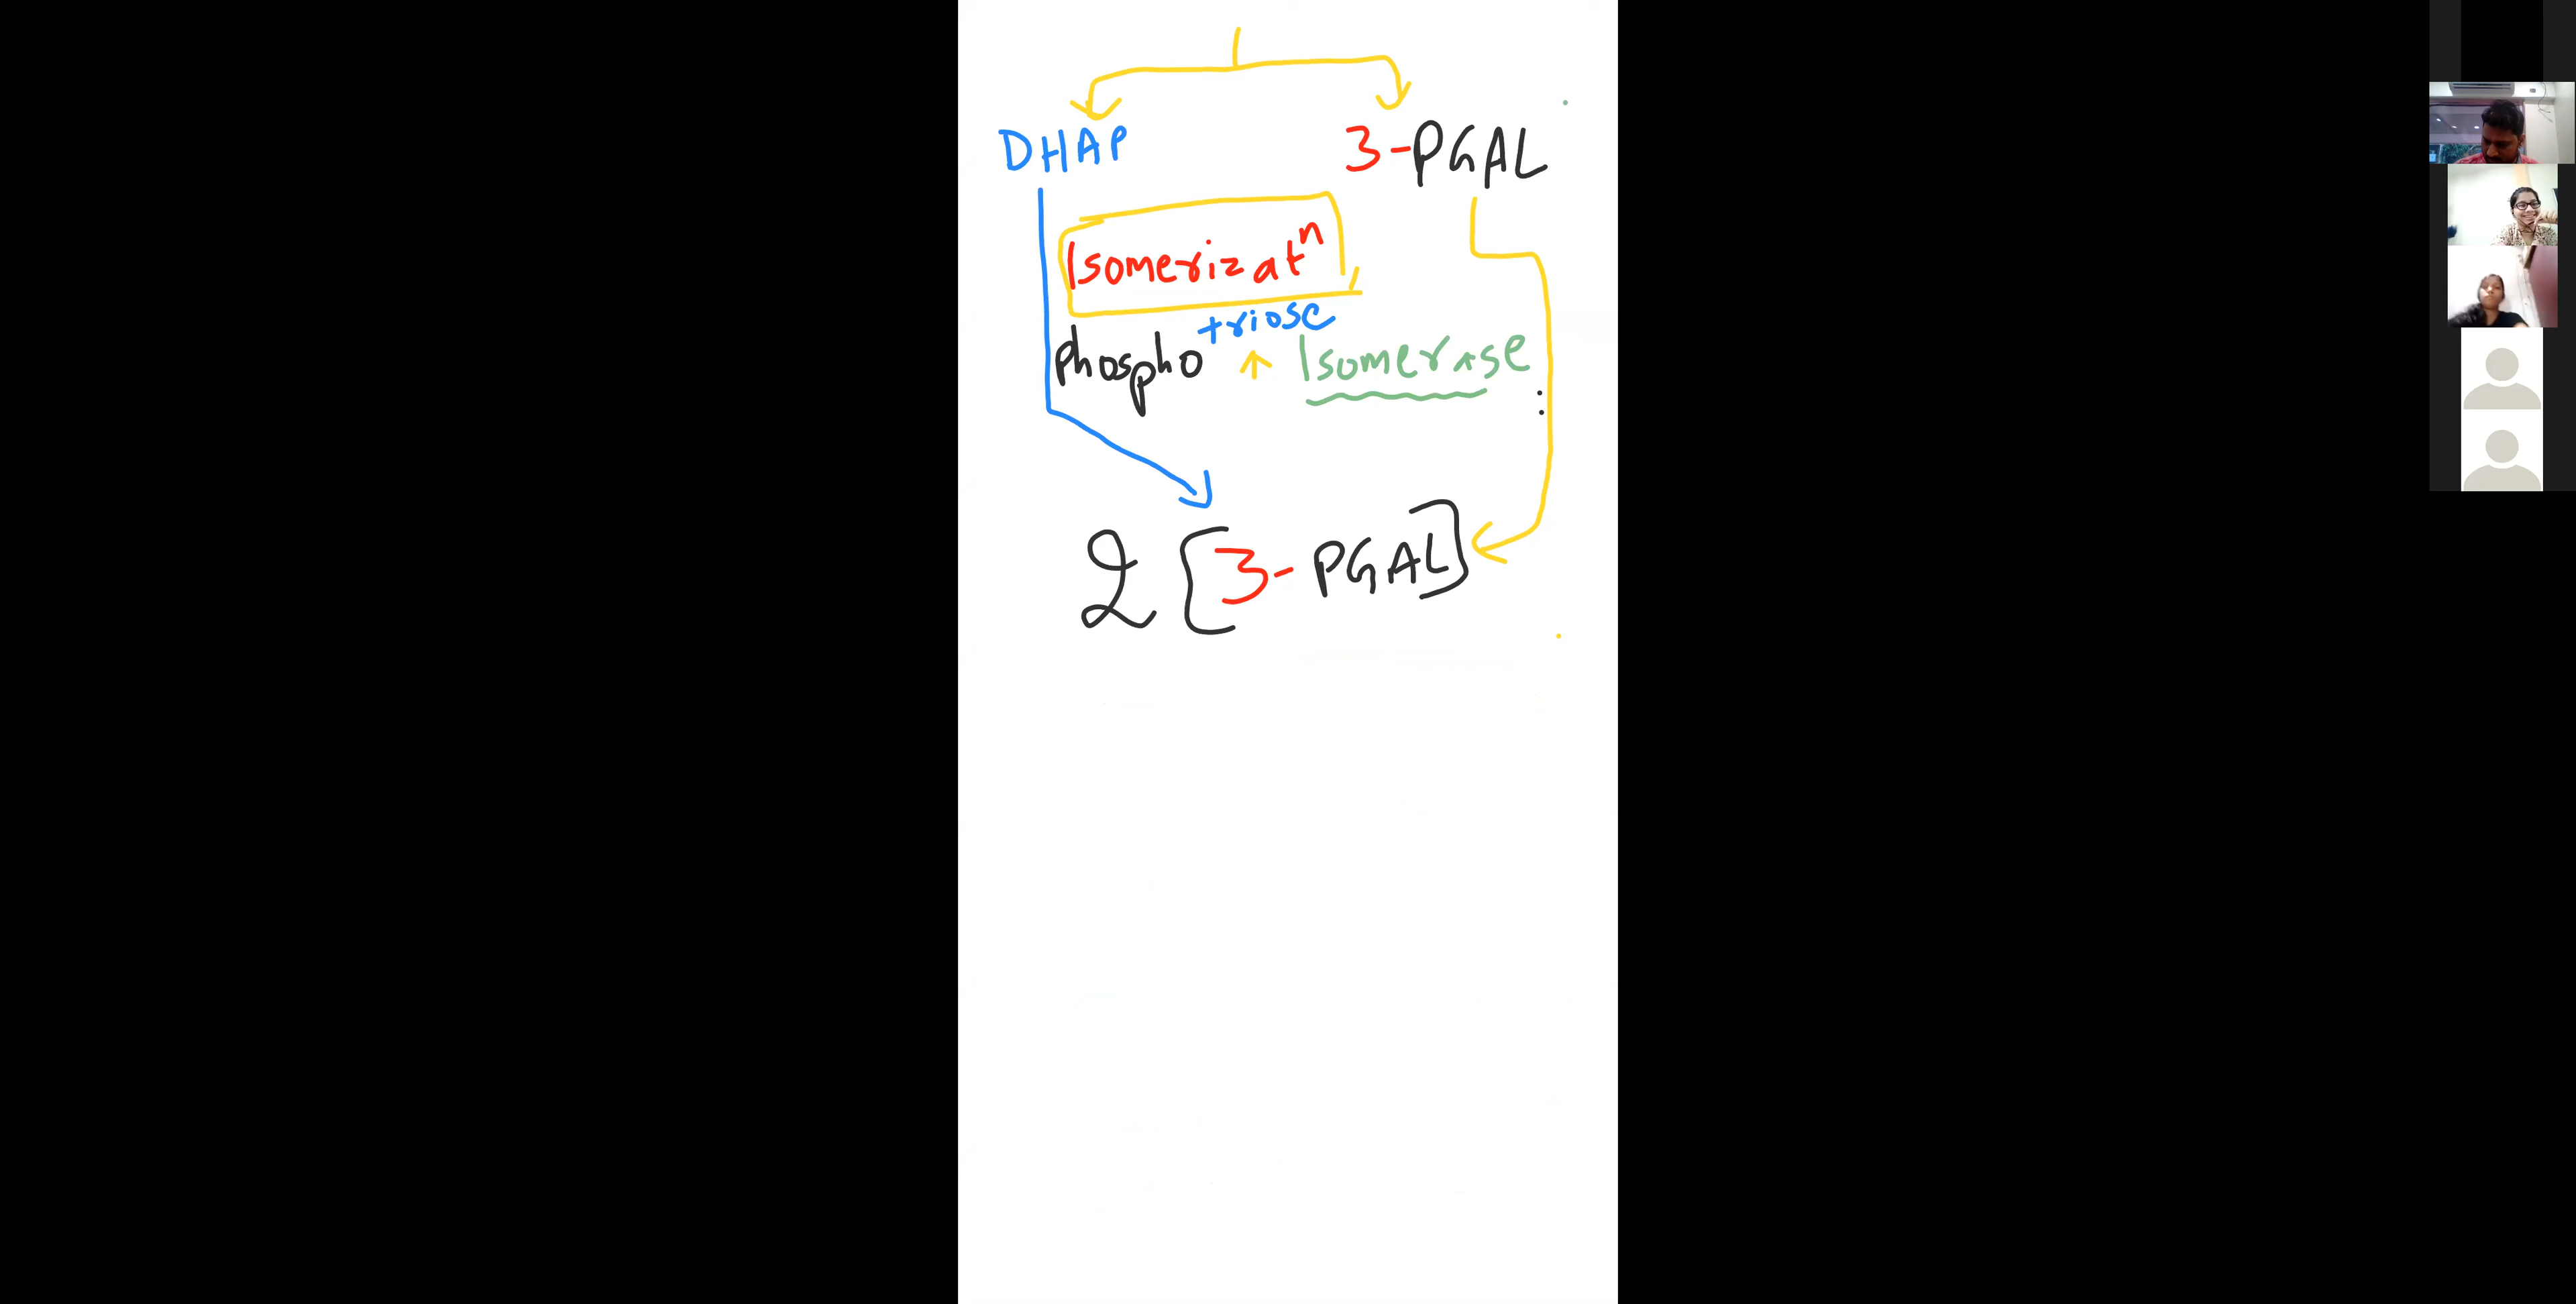 DHAP 3-PGAL
Isomerizatⁿ
triose
phospho Isomerase
2 [3-PGAL]